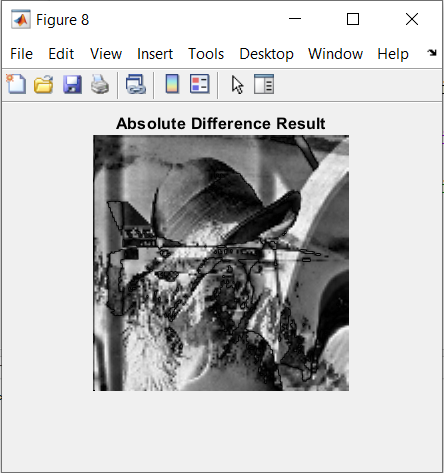 Figure 8
File Edit View Insert Tools Desktop Window Help
Absolute Difference Result